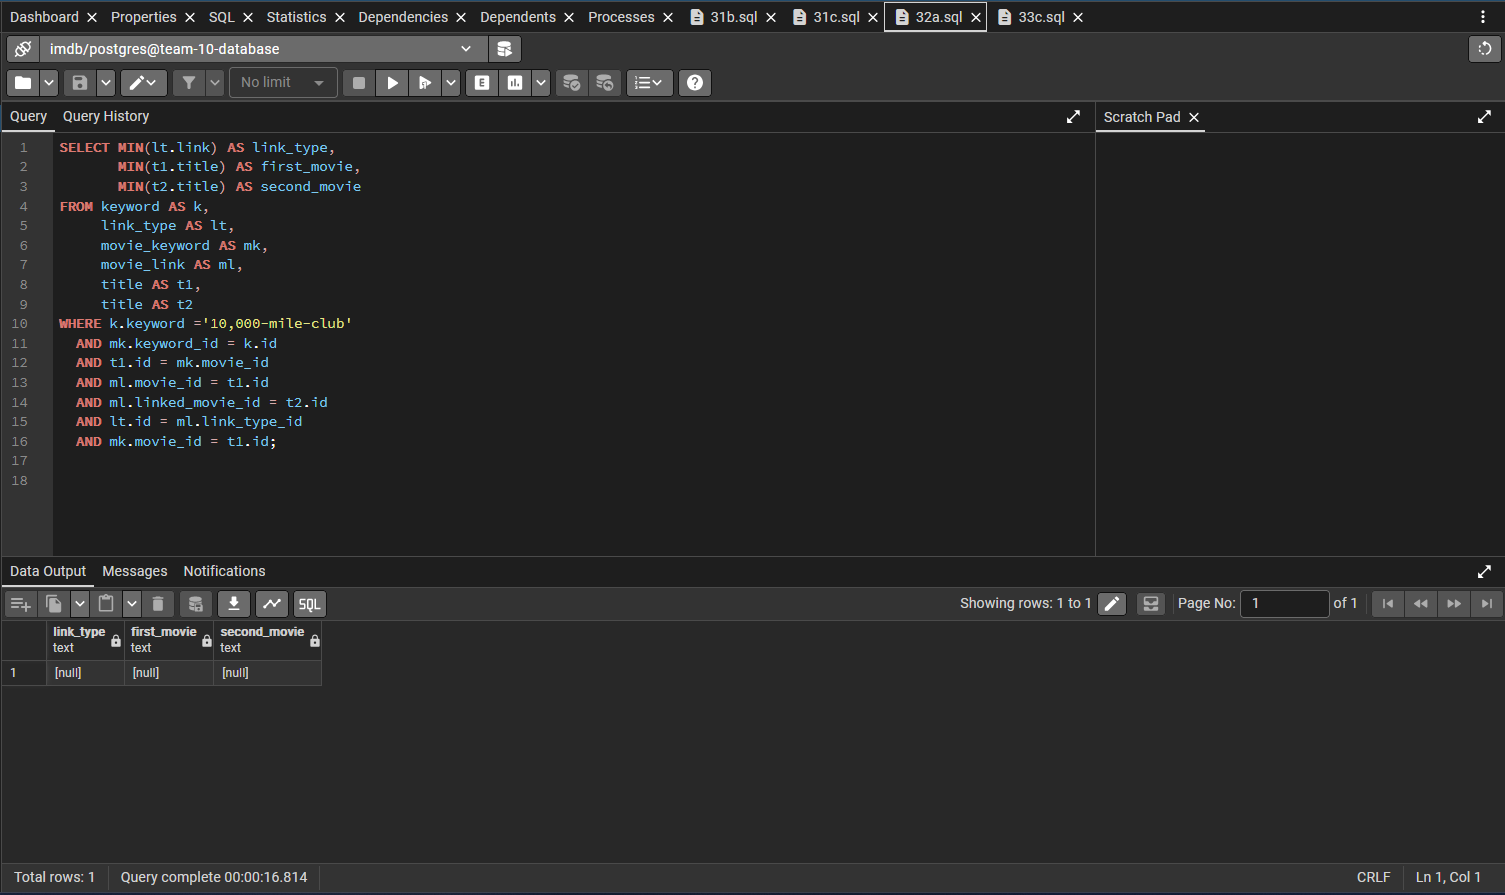 Dashboard Properties SQL Statistics Dependencies Dependents Processes 31b.sql 31c.sql 32a.sql 33c.sql
imdb/postgres@team-10-database
No limit E
Query Query History
Scratch Pad
1 SELECT MIN(lt.link) AS link_type,
2 MIN(t1.title) AS first_movie,
3 MIN(t2.title) AS second_movie
4 FROM keyword AS k,
5 link_type AS lt,
6 movie_keyword AS mk,
7 movie_link AS ml,
8 title AS t1,
9 title AS t2
10 WHERE k.keyword ='10,000-mile-club'
11 AND mk.keyword_id = k.id
12 AND t1.id = mk.movie_id
13 AND ml.movie_id = t1.id
14 AND ml.linked_movie_id = t2.id
15 AND lt.id = ml.link_type_id
16 AND mk.movie_id = t1.id;
17
18
Data Output Messages Notifications
SQL Showing rows: 1 to 1 Page No: 1 of 1
link_type first_movie second_movie
text text text
1 [null] [null] [null]
Total rows: 1 Query complete 00:00:16.814 CRLF Ln 1, Col 1